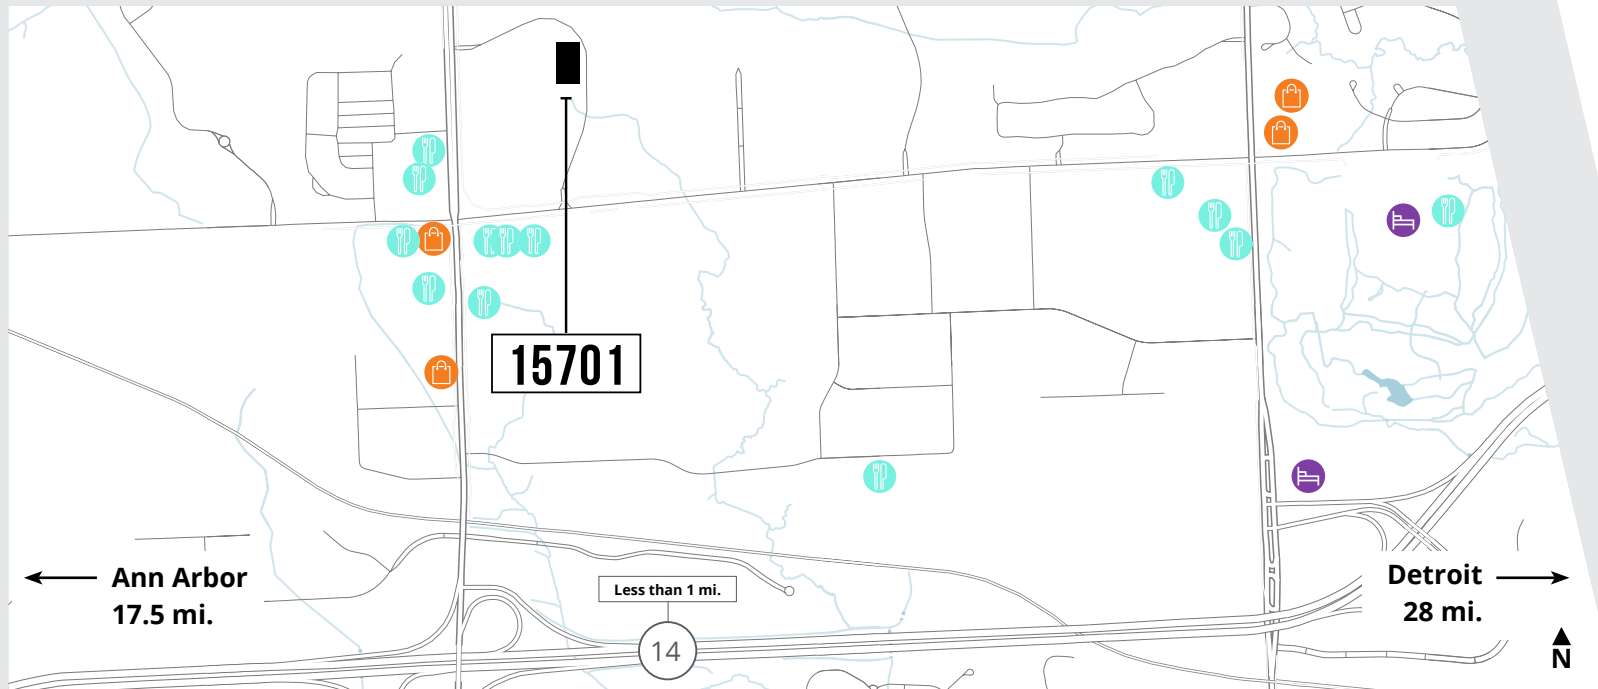 15701
Ann Arbor
17.5 mi.
Less than 1 mi.
14
Detroit
28 mi.
N